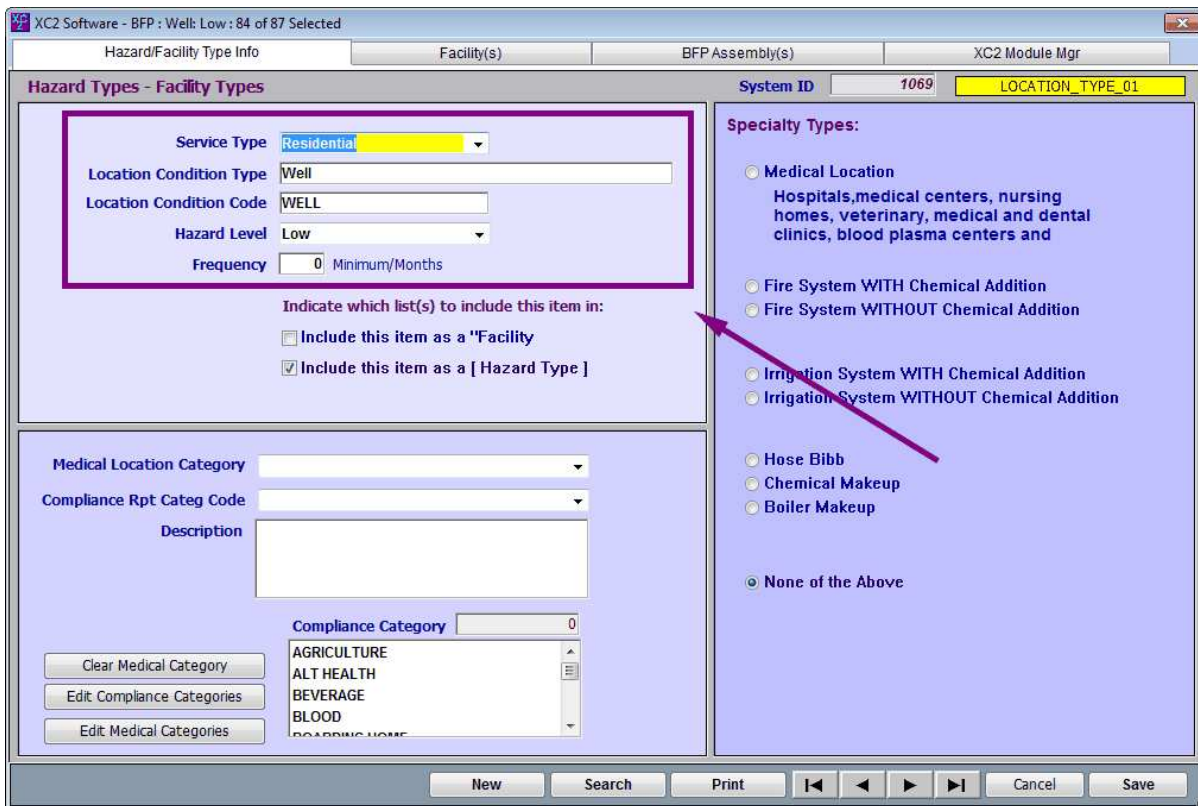 XC2 Software - BFP : Well: Low : 84 of 87 Selected
Hazard/Facility Type Info
Facility(s)
BFP Assembly(s)
XC2 Module Mgr
Hazard Types - Facility Types
System ID 1069 LOCATION_TYPE_01
Service Type Residential
Location Condition Type Well
Location Condition Code WELL
Hazard Level Low
Frequency 0 Minimum/Months
Indicate which list(s) to include this item in:
Include this item as a "Facility
Include this item as a [ Hazard Type ]
Medical Location Category
Compliance Rpt Categ Code
Description
Compliance Category 0
AGRICULTURE
ALT HEALTH
BEVERAGE
BLOOD
Clear Medical Category
Edit Compliance Categories
Edit Medical Categories
Specialty Types:
Medical Location
Hospitals,medical centers, nursing
homes, veterinary, medical and dental
clinics, blood plasma centers and
Fire System WITH Chemical Addition
Fire System WITHOUT Chemical Addition
Irrigation System WITH Chemical Addition
Irrigation System WITHOUT Chemical Addition
Hose Bibb
Chemical Makeup
Boiler Makeup
None of the Above
New
Search
Print
Cancel
Save